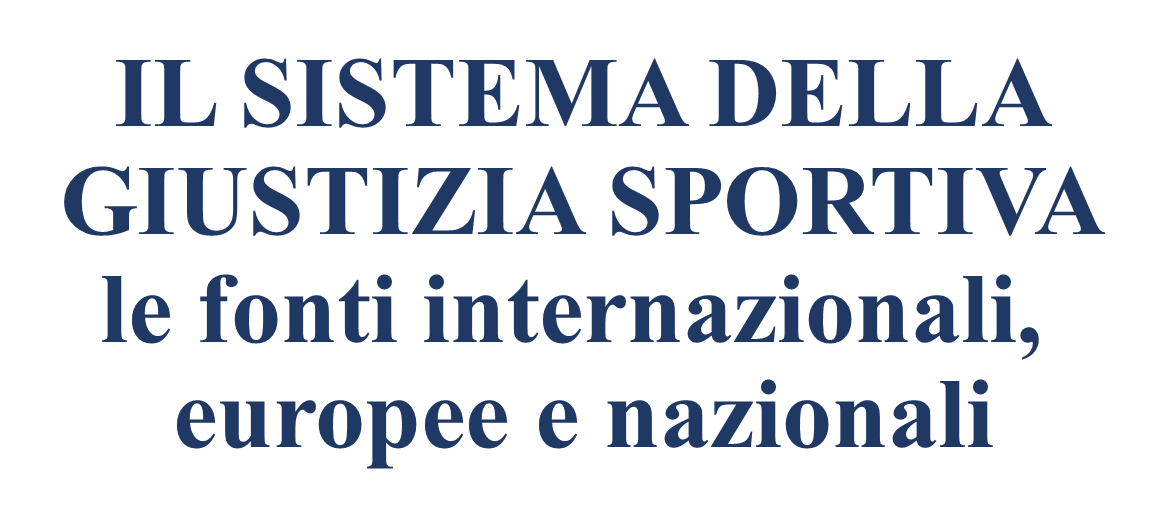 IL SISTEMA DELLA
GIUSTIZIA SPORTIVA
le fonti internazionali,
europee e nazionali